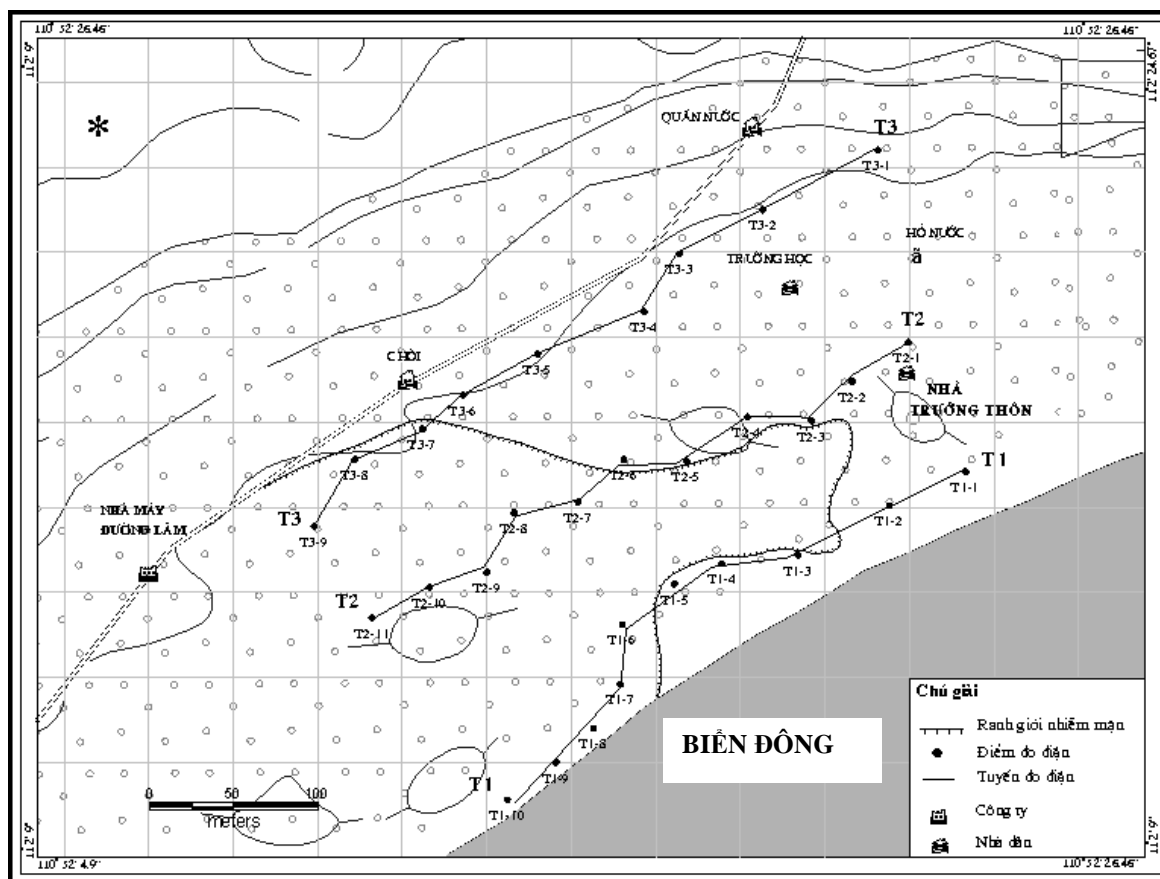 110° 32' 26.46"
110° 32' 26.46"
112° 9'
112° 24.67'
*
QUÁN NƯỚC
T3
T3-1
T3-2
HỒ NƯỚC
ã
T3-3
TRƯỜNG HỌC
T3-4
T2
CHÒI
T3-5
T2-1
NHÀ
TRƯỞNG THÔN
T2-2
T3-6
T2-4
T2-3
T3-7
T3-8
T2-6
T2-5
T1
T1-1
NHÀ MÁY
ĐƯỜNG LÂM
T2-7
T1-2
T3
T3-9
T2-8
T1-3
T1-4
T2-9
T1-5
T2
T2-10
T2-11
T1-6
T1-7
T1-8
BIỂN ĐÔNG
T1-9
T1
T1-10
0 50 100
meters
Chú giải
Ranh giới nhiễm mặn
Điểm đo điện
Tuyến đo điện
Công ty
Nhà dân
112° 9'
112° 9'
110° 32' 4.9"
110° 32' 26.46"